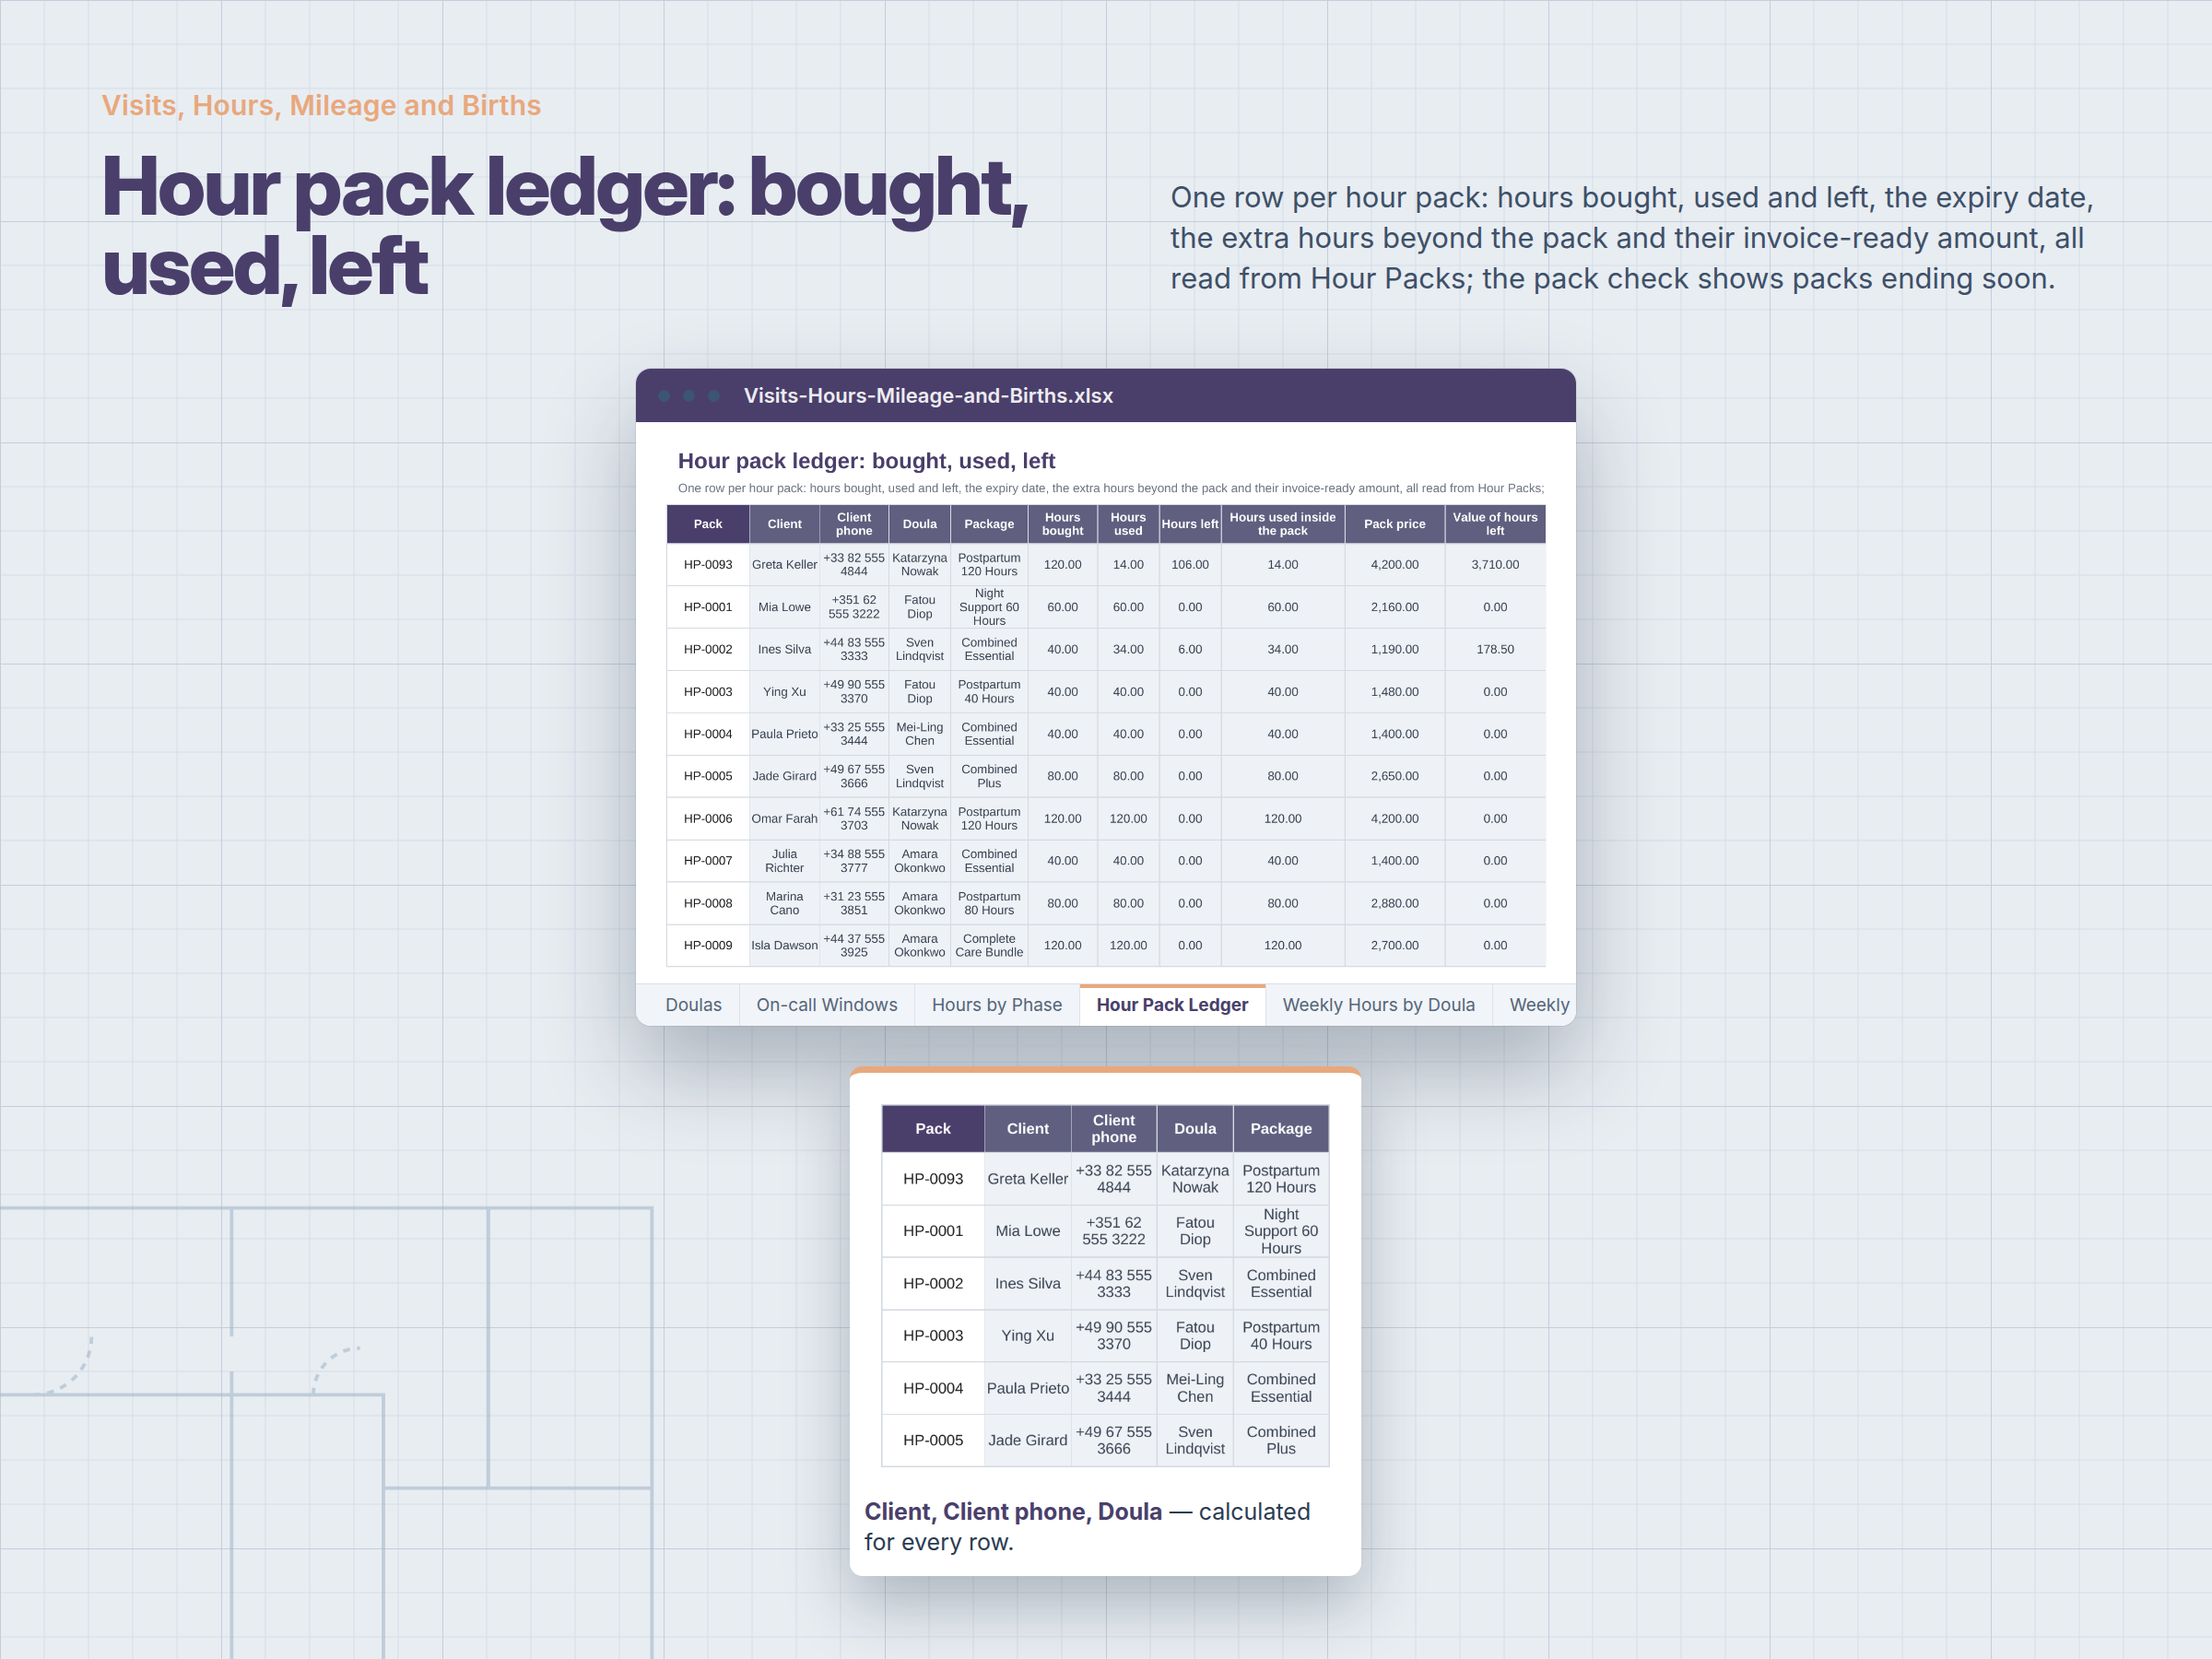 Visits, Hours, Mileage and Births
Hour pack ledger: bought,
used, left
One row per hour pack: hours bought, used and left, the expiry date,
the extra hours beyond the pack and their invoice-ready amount, all
read from Hour Packs; the pack check shows packs ending soon.
Visits-Hours-Mileage-and-Births.xlsx
Hour pack ledger: bought, used, left
One row per hour pack: hours bought, used and left, the expiry date, the extra hours beyond the pack and their invoice-ready amount, all read from Hour Packs;
Pack Client Client phone Doula Package Hours bought Hours used Hours left Hours used inside the pack Pack price Value of hours left
HP-0093 Greta Keller +33 82 555 4844 Katarzyna Nowak Postpartum 120 Hours 120.00 14.00 106.00 14.00 4,200.00 3,710.00
HP-0001 Mia Lowe +351 62 555 3222 Fatou Diop Night Support 60 Hours 60.00 60.00 0.00 60.00 2,160.00 0.00
HP-0002 Ines Silva +44 83 555 3333 Sven Lindqvist Combined Essential 40.00 34.00 6.00 34.00 1,190.00 178.50
HP-0003 Ying Xu +49 90 555 3370 Fatou Diop Postpartum 40 Hours 40.00 40.00 0.00 40.00 1,480.00 0.00
HP-0004 Paula Prieto +33 25 555 3444 Mei-Ling Chen Combined Essential 40.00 40.00 0.00 40.00 1,400.00 0.00
HP-0005 Jade Girard +49 67 555 3666 Sven Lindqvist Combined Plus 80.00 80.00 0.00 80.00 2,650.00 0.00
HP-0006 Omar Farah +61 74 555 3703 Katarzyna Nowak Postpartum 120 Hours 120.00 120.00 0.00 120.00 4,200.00 0.00
HP-0007 Julia Richter +34 88 555 3777 Amara Okonkwo Combined Essential 40.00 40.00 0.00 40.00 1,400.00 0.00
HP-0008 Marina Cano +31 23 555 3851 Amara Okonkwo Postpartum 80 Hours 80.00 80.00 0.00 80.00 2,880.00 0.00
HP-0009 Isla Dawson +44 37 555 3925 Amara Okonkwo Complete Care Bundle 120.00 120.00 0.00 120.00 2,700.00 0.00
Doulas On-call Windows Hours by Phase Hour Pack Ledger Weekly Hours by Doula Weekly
Pack Client Client phone Doula Package
HP-0093 Greta Keller +33 82 555 4844 Katarzyna Nowak Postpartum 120 Hours
HP-0001 Mia Lowe +351 62 555 3222 Fatou Diop Night Support 60 Hours
HP-0002 Ines Silva +44 83 555 3333 Sven Lindqvist Combined Essential
HP-0003 Ying Xu +49 90 555 3370 Fatou Diop Postpartum 40 Hours
HP-0004 Paula Prieto +33 25 555 3444 Mei-Ling Chen Combined Essential
HP-0005 Jade Girard +49 67 555 3666 Sven Lindqvist Combined Plus
Client, Client phone, Doula — calculated
for every row.